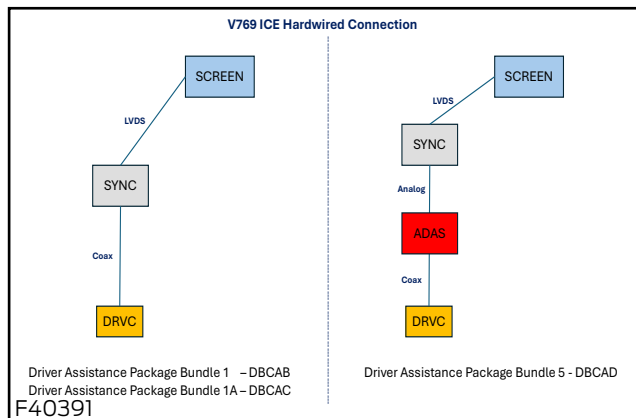 V769 ICE Hardwired Connection
SCREEN
LVDS
SYNC
Coax
DRVC
Driver Assistance Package Bundle 1 – DBCAB
Driver Assistance Package Bundle 1A – DBCAC
SCREEN
LVDS
SYNC
Analog
ADAS
Coax
DRVC
Driver Assistance Package Bundle 5 - DBCAD
F40391